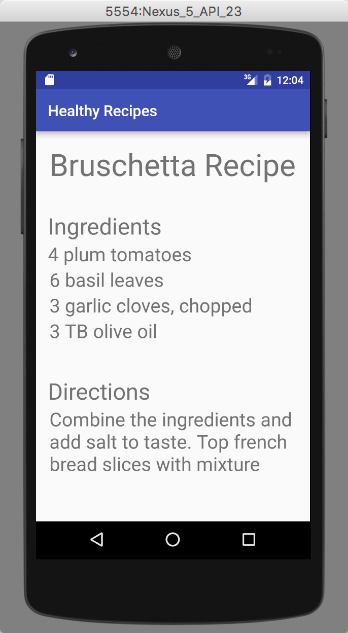 5554:Nexus_5_API_23
3G 12:04
Healthy Recipes
Bruschetta Recipe
Ingredients
4 plum tomatoes
6 basil leaves
3 garlic cloves, chopped
3 TB olive oil
Directions
Combine the ingredients and
add salt to taste. Top french
bread slices with mixture